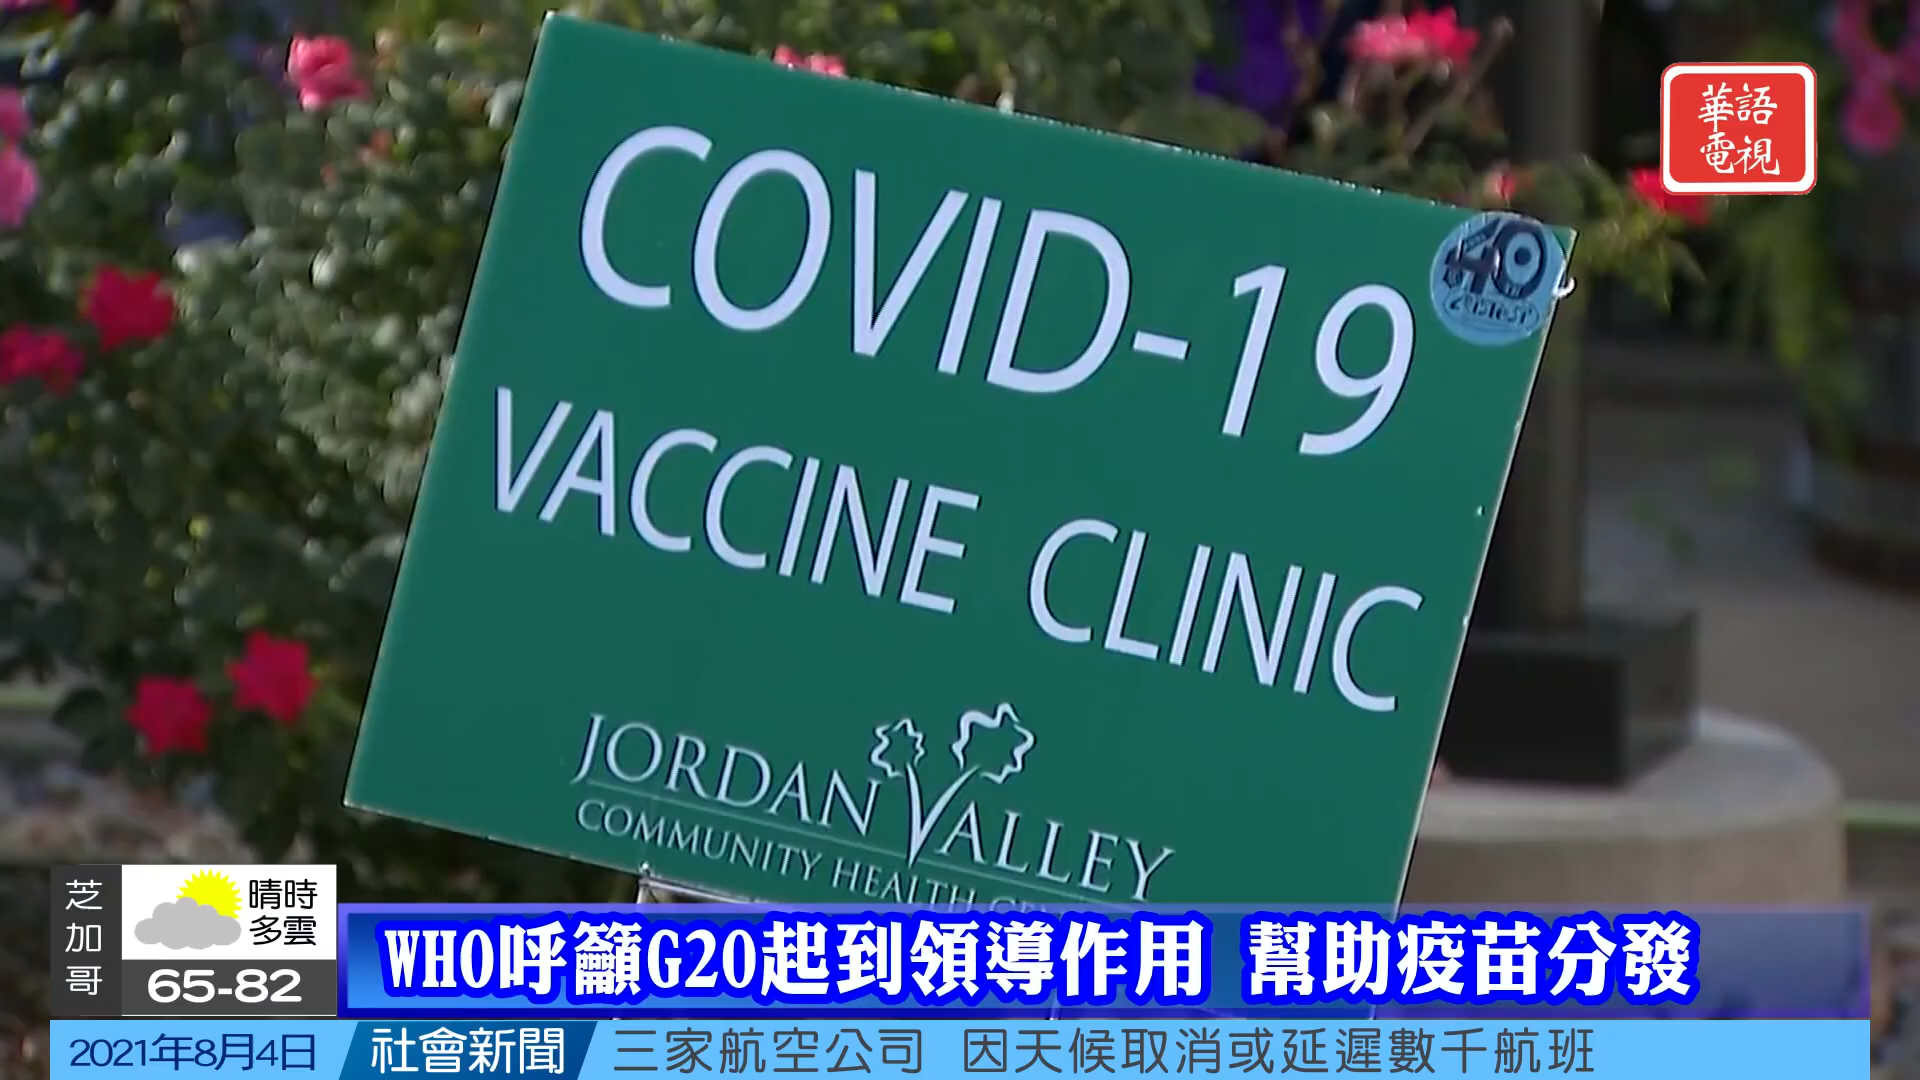 華語
電視
COVID-19
40
VACCINE CLINIC
JORDAN VALLEY
COMMUNITY HEALTH
芝加哥
晴時
多雲
65-82
WHO呼籲G20起到領導作用 幫助疫苗分發
2021年8月4日
社會新聞
三家航空公司 因天候取消或延遲數千航班